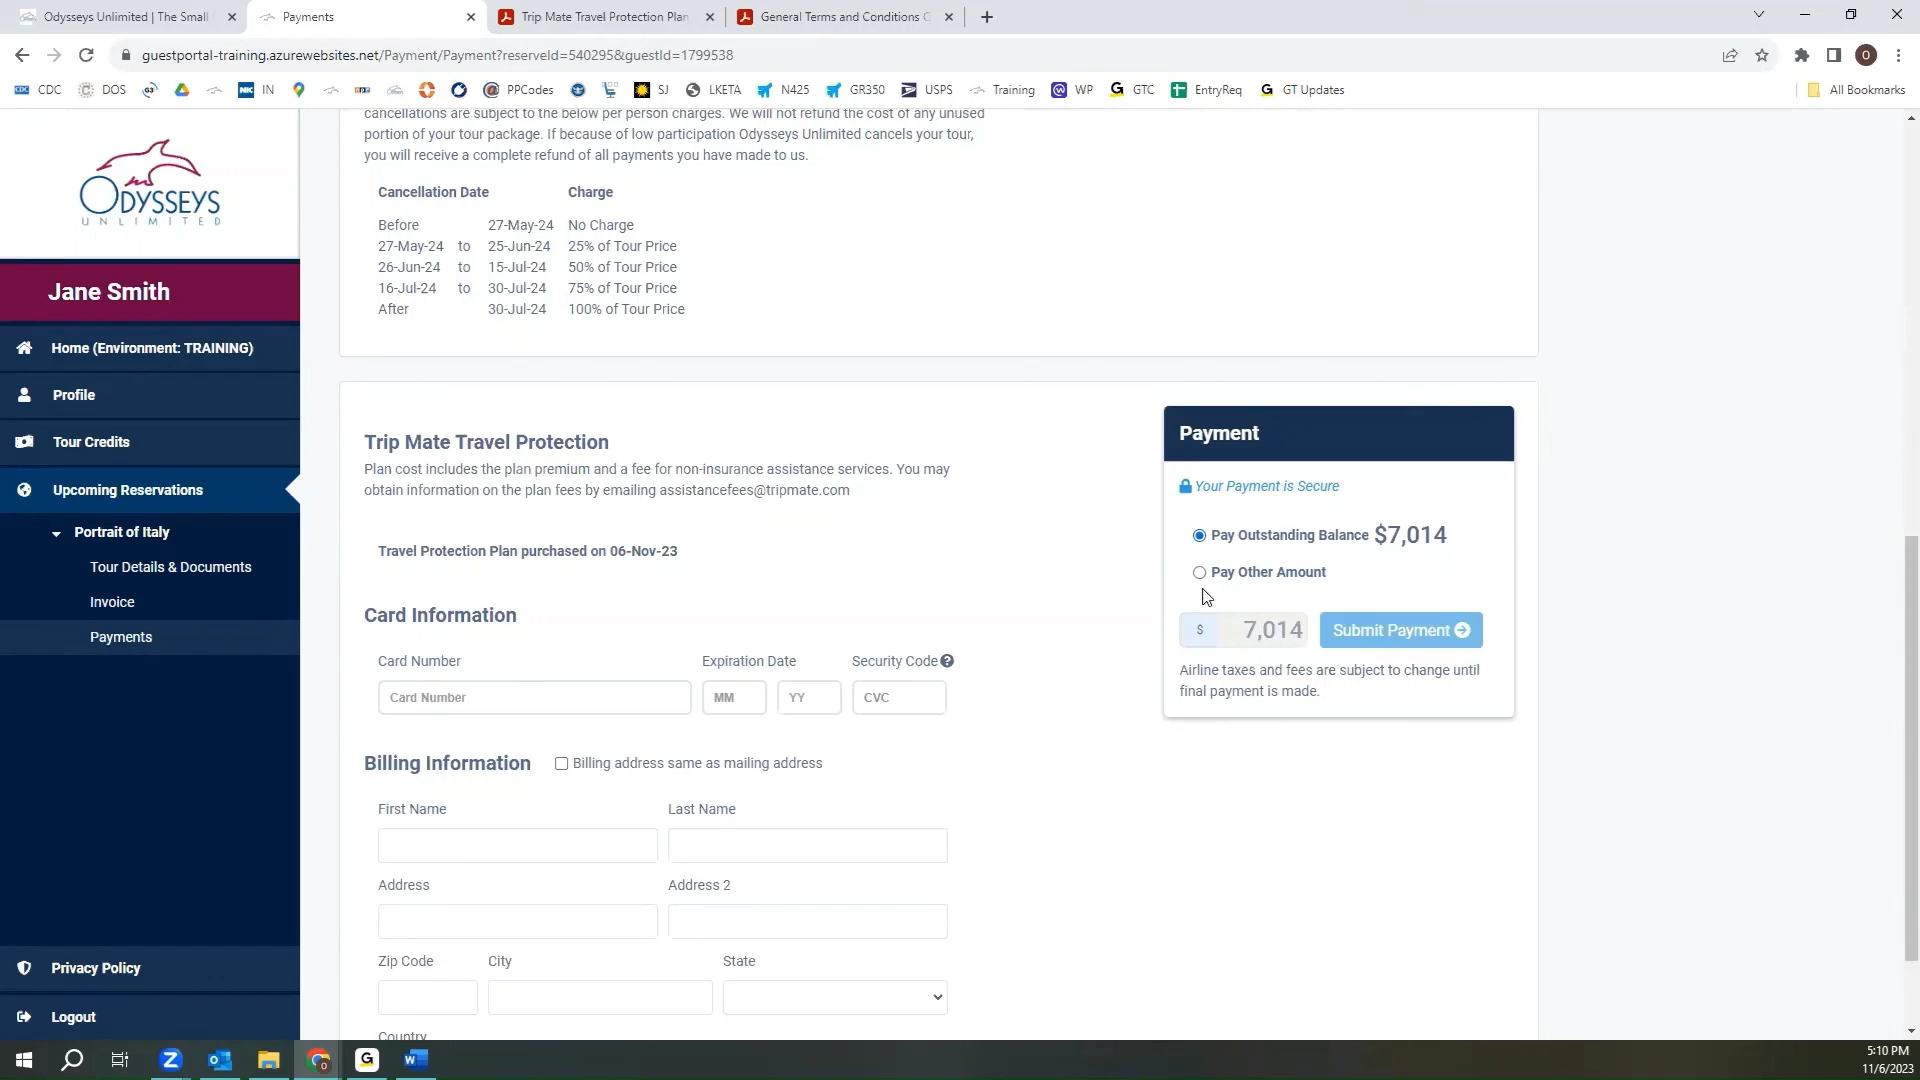 Odysseys Unlimited | The Small
Payments
Trip Mate Travel Protection Plan
General Terms and Conditions
guestportal-training.azurewebsites.net/Payment/Payment?reserveId=540295&guestId=1799538
O
CDC
DOS
IN
PPCodes
SJ
LKETA
N425
GR350
USPS
Training
WP
GTC
EntryReq
GT Updates
All Bookmarks
cancellations are subject to the below per person charges. We will not refund the cost of any unused
portion of your tour package. If because of low participation Odysseys Unlimited cancels your tour,
you will receive a complete refund of all payments you have made to us.
Cancellation Date Charge
Before 27-May-24 No Charge
27-May-24 to 25-Jun-24 25% of Tour Price
26-Jun-24 to 15-Jul-24 50% of Tour Price
16-Jul-24 to 30-Jul-24 75% of Tour Price
After 30-Jul-24 100% of Tour Price
ODYSSEYS
UNLIMITED
Jane Smith
Home (Environment: TRAINING)
Profile
Tour Credits
Upcoming Reservations
Portrait of Italy
Tour Details & Documents
Invoice
Payments
Privacy Policy
Logout
Trip Mate Travel Protection
Plan cost includes the plan premium and a fee for non-insurance assistance services. You may
obtain information on the plan fees by emailing assistancefees@tripmate.com
Travel Protection Plan purchased on 06-Nov-23
Card Information
Card Number Expiration Date Security Code
Card Number MM YY CVC
Billing Information Billing address same as mailing address
First Name Last Name
Address Address 2
Zip Code City State
Country
Payment
Your Payment is Secure
Pay Outstanding Balance $7,014
Pay Other Amount
$ 7,014 Submit Payment
Airline taxes and fees are subject to change until
final payment is made.
5:10 PM
11/6/2023